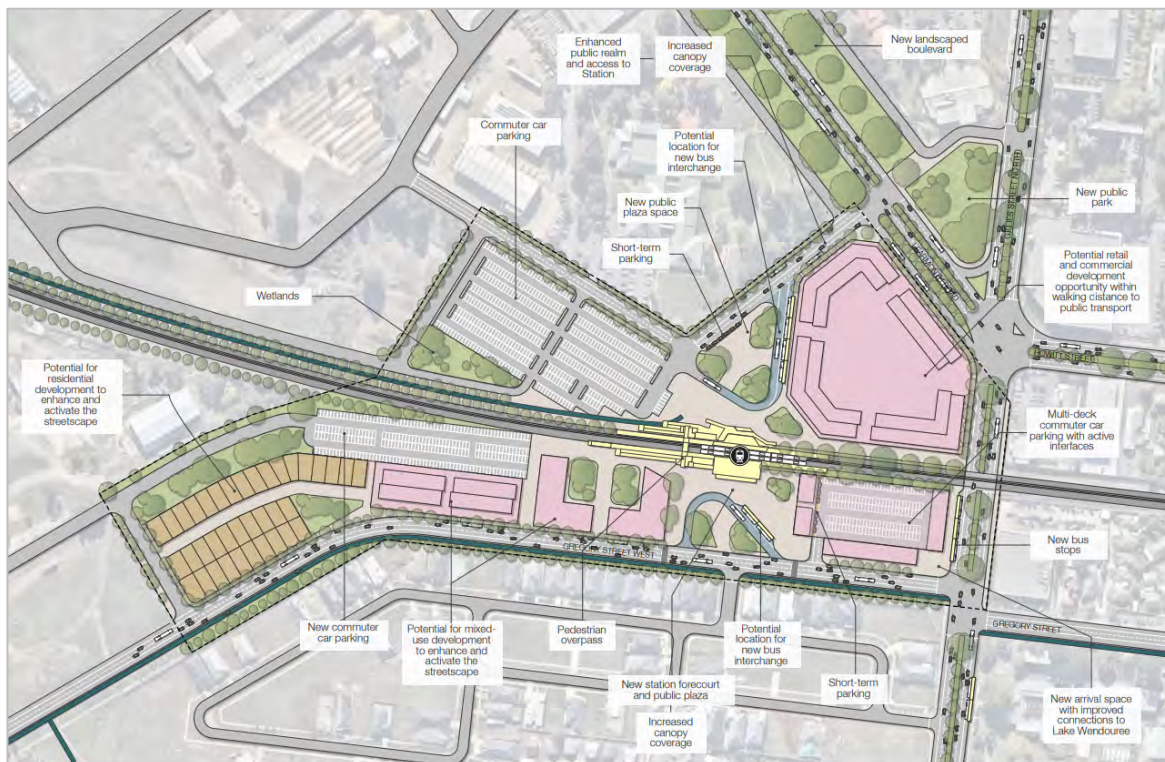 Enhanced
public realm
and access to
Station
Increased
canopy
coverage
New landscaped
boulevard
Commuter car
parking
Potential
location for
new bus
interchange
New public
plaza space
Short-term
parking
New public
park
Potential retail
and commercial
development
opportunity within
walking distance to
public transport
Wetlands
Potential for
residential
development to
enhance and
activate the
streetscape
HOWITT STREET
Multi-deck
commuter car
parking with active
interfaces
GREGORY STREET WEST
New bus
stops
GREGORY STREET
New commuter
car parking
Potential for mixed-
use development
to enhance and
activate the
streetscape
Pedestrian
overpass
Potential
location for
new bus
interchange
New station forecourt
and public plaza
Short-term
parking
Increased
canopy
coverage
New arrival space
with improved
connections to
Lake Wendouree